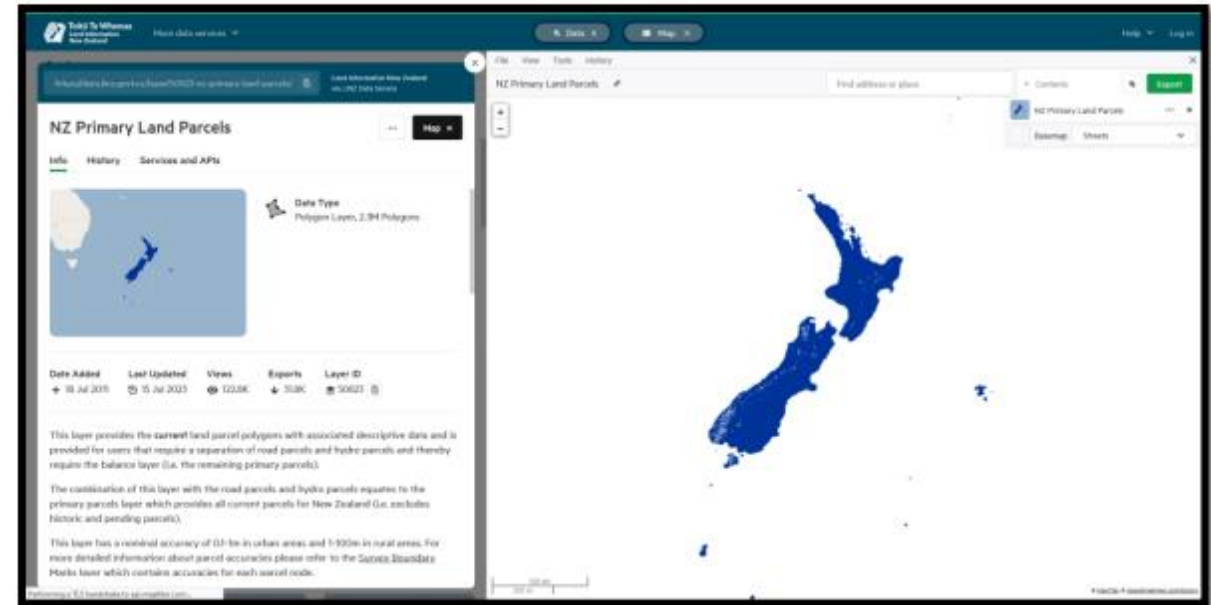 Toitū Te Whenua
Land Information
New Zealand
More data services
Data ×
Map ×
Help
Log in
Land Information New Zealand
via LINZ Data Service
NZ Primary Land Parcels
Map ×
Info History Services and APIs
Data Type
Polygon Layer, Polygons
Date Added Last Updated Views Exports Layer ID
18 Jul 2011 15 Jul 2023
This layer provides the current land parcel polygons with associated descriptive data and is
provided for users that require a separation of road parcels and hydro parcels and thereby
require the balance layer (i.e. the remaining primary parcels).
The combination of this layer with the road parcels and hydro parcels equates to the
primary parcels layer which provides all current parcels for New Zealand (i.e. excludes
historic and pending parcels).
This layer has a nominal accuracy of 0.1-1m in urban areas and 1-100m in rural areas. For
more detailed information about parcel accuracies please refer to the Survey Boundary
Marks layer which contains accuracies for each parcel node.
File View Tools History
NZ Primary Land Parcels
Find address or place
Contents
Export
NZ Primary Land Parcels
Basemap Streets